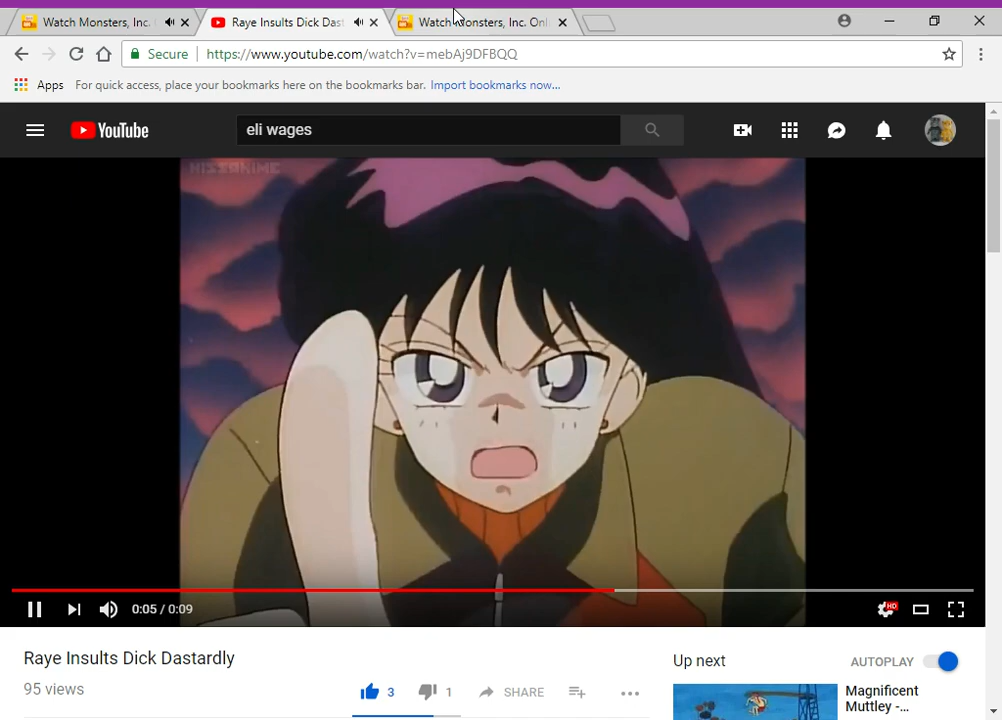 Watch Monsters, Inc.
Raye Insults Dick Dast
Watch Monsters, Inc. Onl
Secure
https://www.youtube.com/watch?v=mebAj9DFBQQ
Apps
For quick access, place your bookmarks here on the bookmarks bar. Import bookmarks now...
YouTube
eli wages
NISSOHIME
0:05 / 0:09
HD
Raye Insults Dick Dastardly
95 views
3
1
SHARE
Up next
AUTOPLAY
Magnificent
Muttley -...